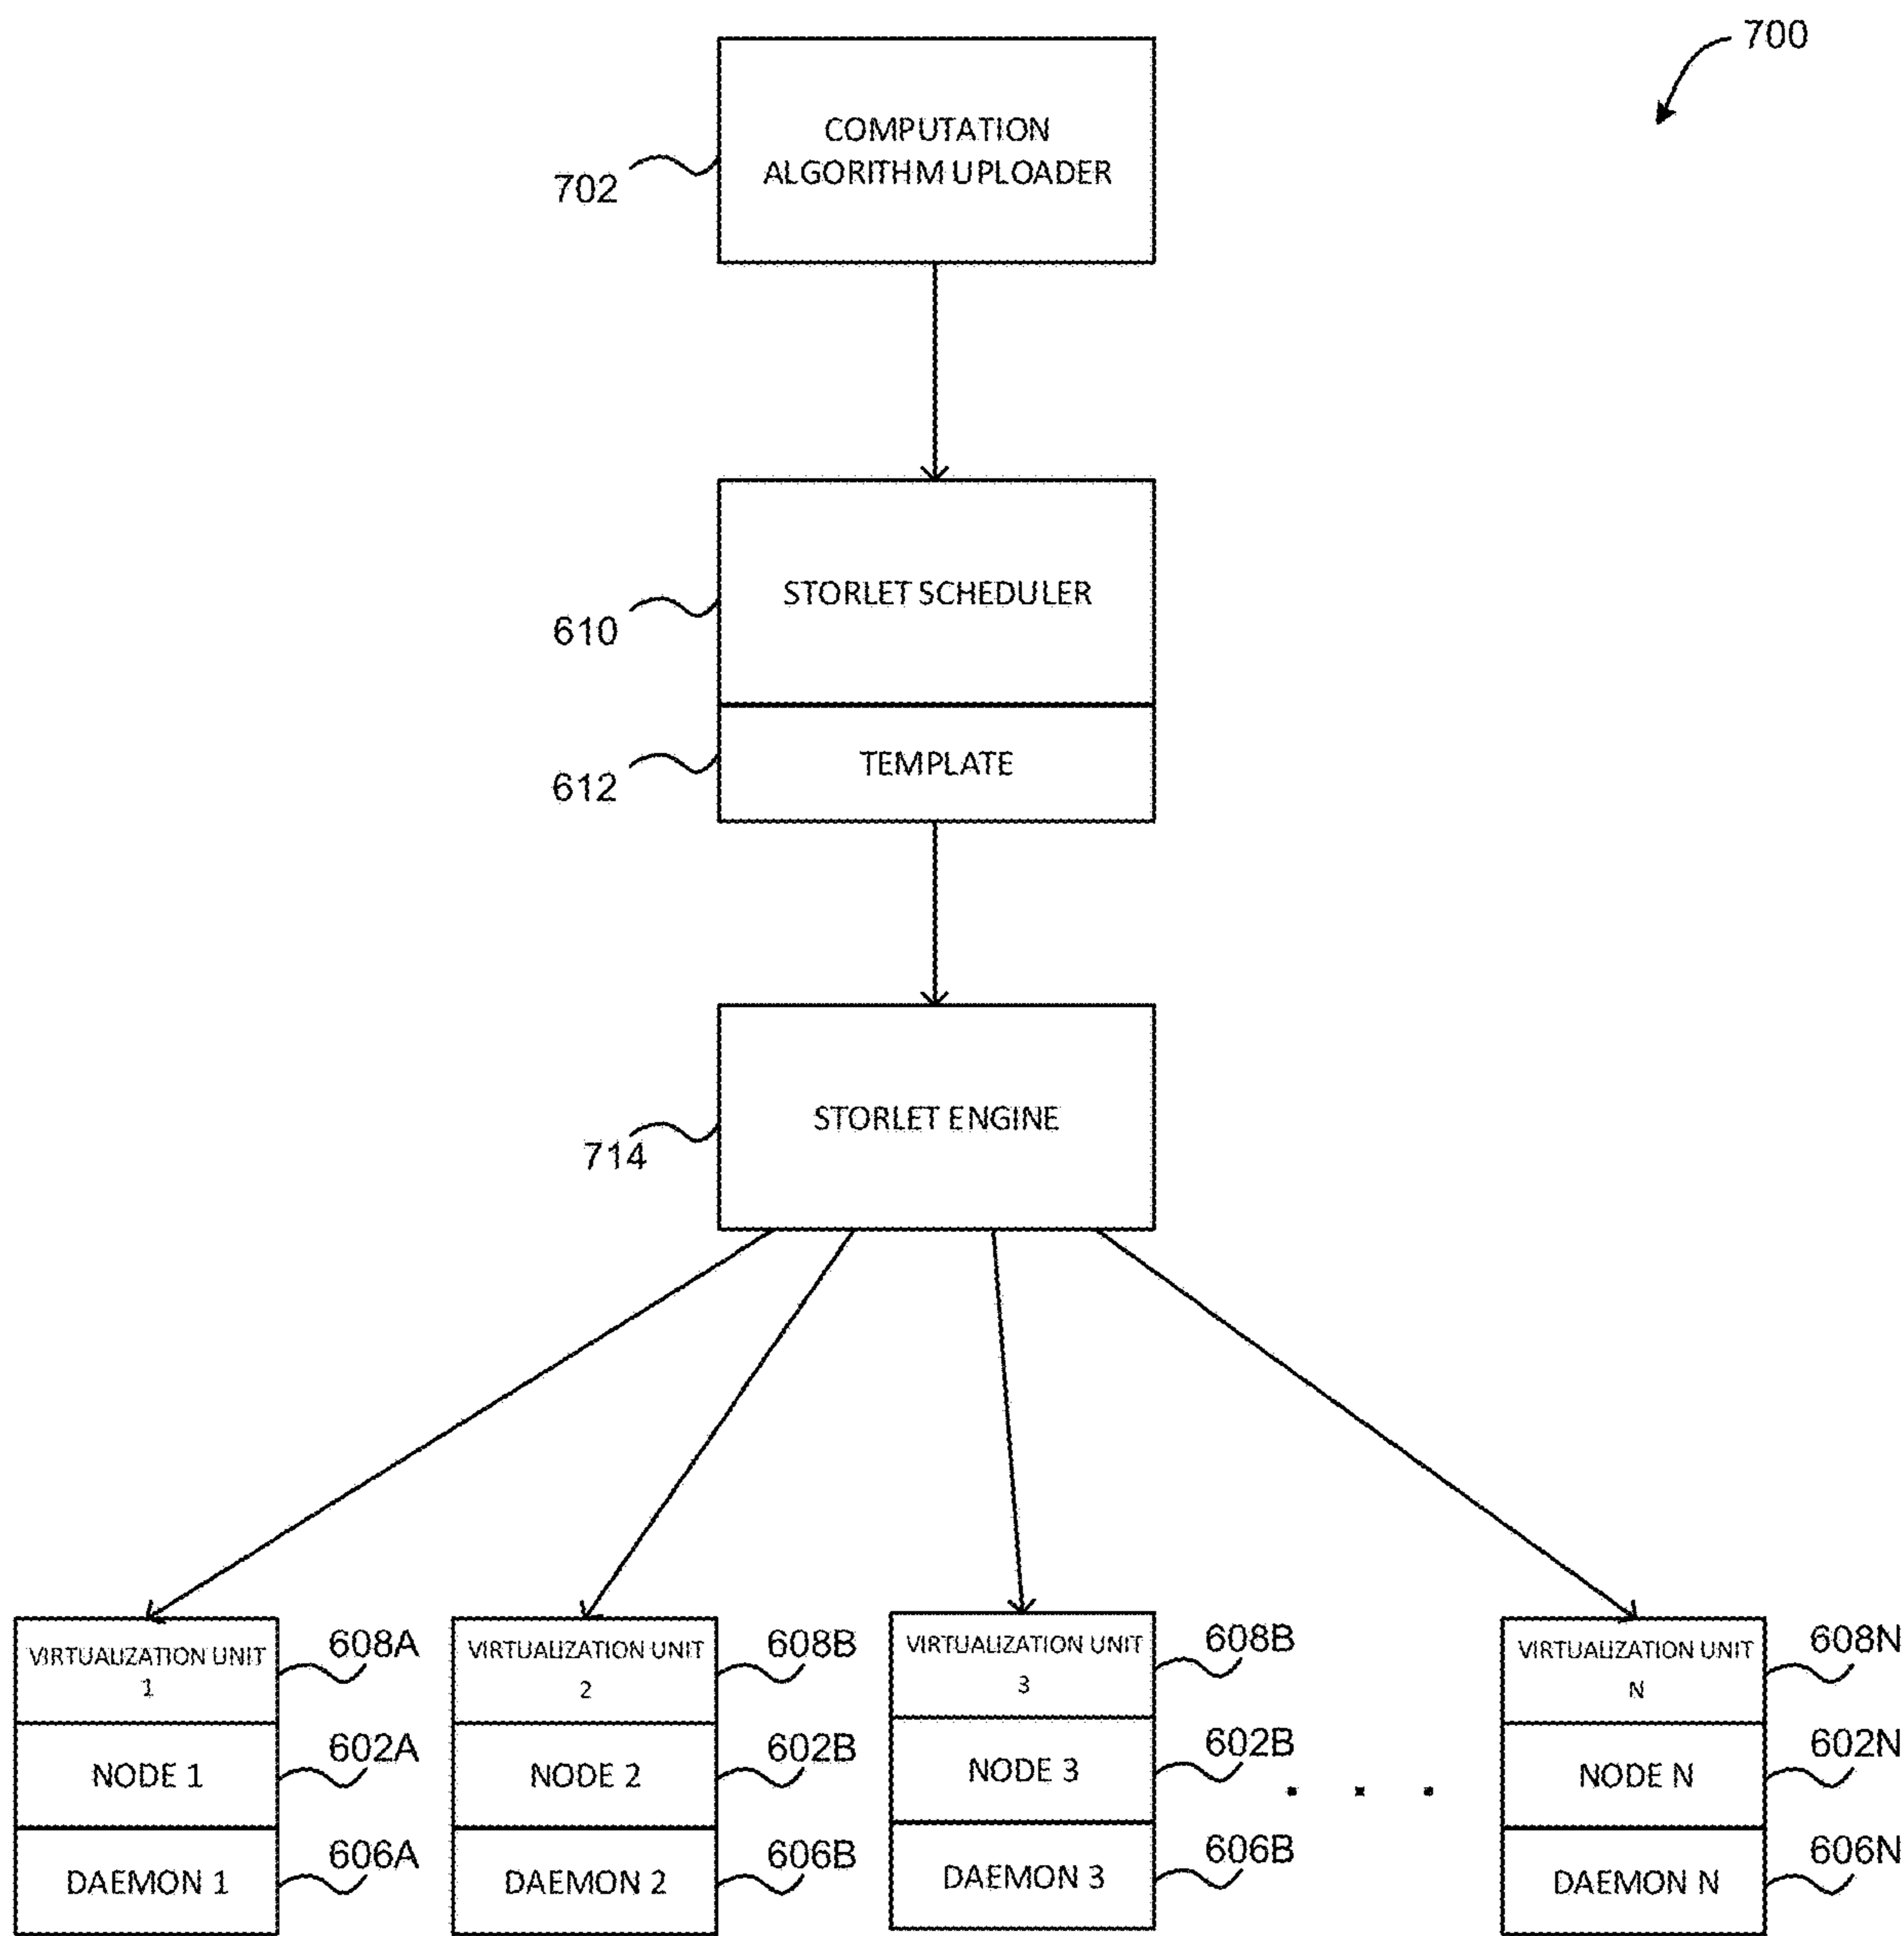 700
COMPUTATION
ALGORITHM UPLOADER
702
STORLET SCHEDULER
610
TEMPLATE
612
STORLET ENGINE
714
VIRTUALIZATION UNIT
1
608A
NODE 1
602A
DAEMON 1
606A
VIRTUALIZATION UNIT
2
608B
NODE 2
602B
DAEMON 2
606B
VIRTUALIZATION UNIT
3
608B
NODE 3
602B
DAEMON 3
606B
. . .
VIRTUALIZATION UNIT
N
608N
NODE N
602N
DAEMON N
606N